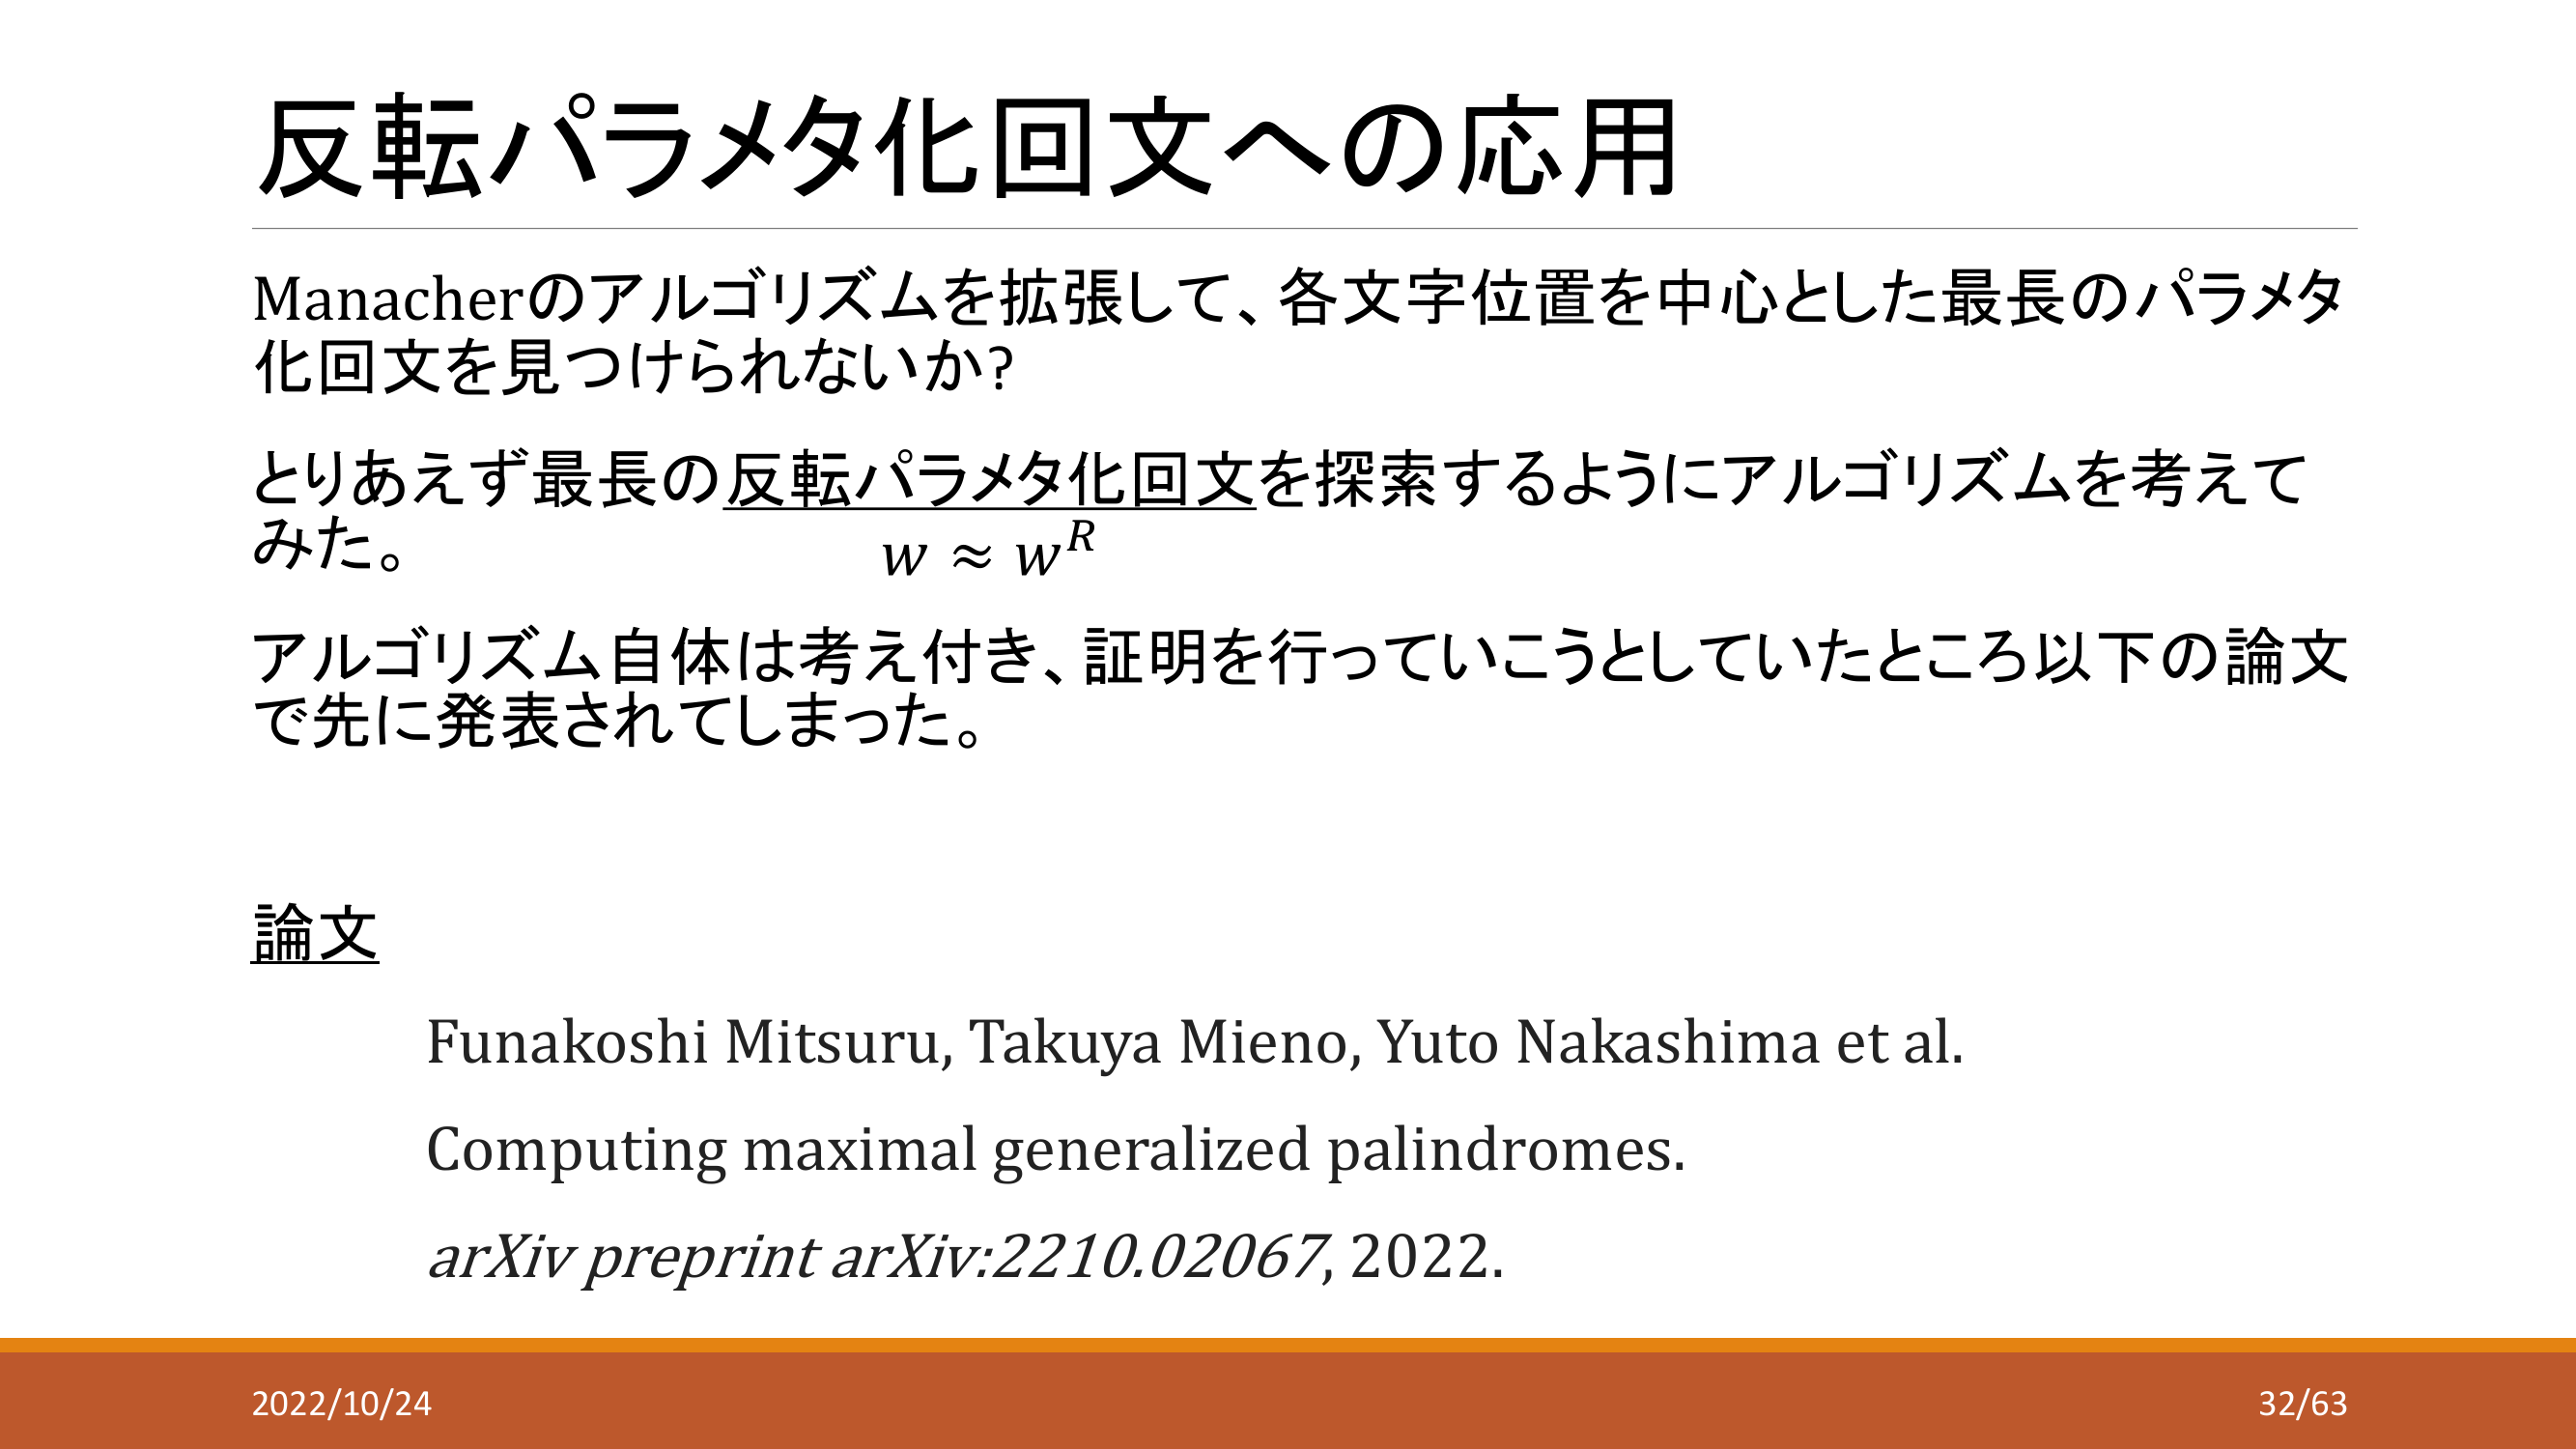 反転パラメタ化回文への応用
Manacherのアルゴリズムを拡張して、各文字位置を中心とした最長のパラメタ
化回文を見つけられないか?
とりあえず最長の反転パラメタ化回文を探索するようにアルゴリズムを考えて
みた。
w ≈ w^R
アルゴリズム自体は考え付き、証明を行っていこうとしていたところ以下の論文
で先に発表されてしまった。
論文
Funakoshi Mitsuru, Takuya Mieno, Yuto Nakashima et al.
Computing maximal generalized palindromes.
arXiv preprint arXiv:2210.02067, 2022.
2022/10/24
32/63